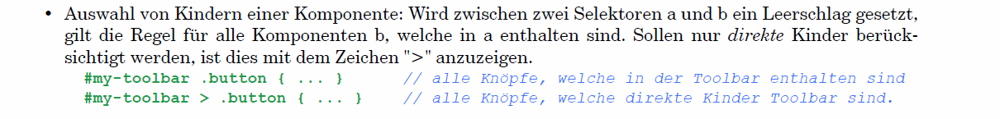 • Auswahl von Kindern einer Komponente: Wird zwischen zwei Selektoren a und b ein Leerschlag gesetzt,
gilt die Regel für alle Komponenten b, welche in a enthalten sind. Sollen nur direkte Kinder berück-
sichtigt werden, ist dies mit dem Zeichen ">" anzuzeigen.
#my-toolbar .button { ... } // alle Knöpfe, welche in der Toolbar enthalten sind
#my-toolbar > .button { ... } // alle Knöpfe, welche direkte Kinder Toolbar sind.